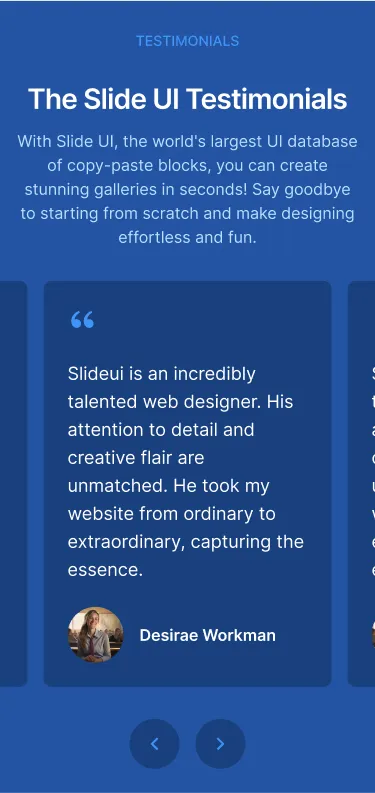 TESTIMONIALS
The Slide UI Testimonials
With Slide UI, the world's largest UI database
of copy-paste blocks, you can create
stunning galleries in seconds! Say goodbye
to starting from scratch and make designing
effortless and fun.
“
Slideui is an incredibly
talented web designer. His
attention to detail and
creative flair are
unmatched. He took my
website from ordinary to
extraordinary, capturing the
essence.
Desirae Workman